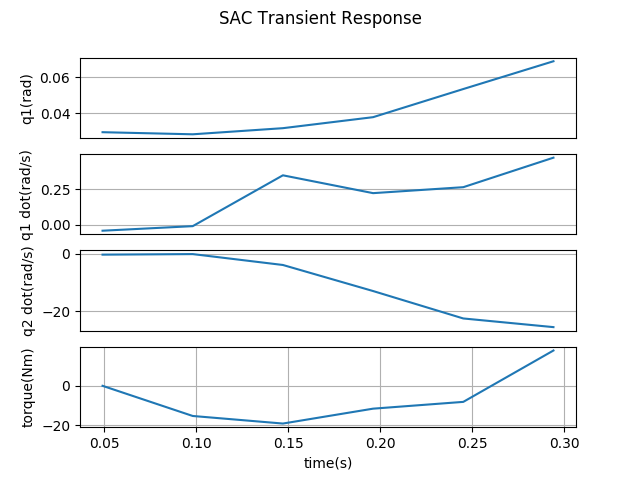 SAC Transient Response
q1(rad)
0.06
0.04
q1 dot(rad/s)
0.25
0.00
q2 dot(rad/s)
0
−20
torque(Nm)
0
−20
0.05 0.10 0.15 0.20 0.25 0.30
time(s)